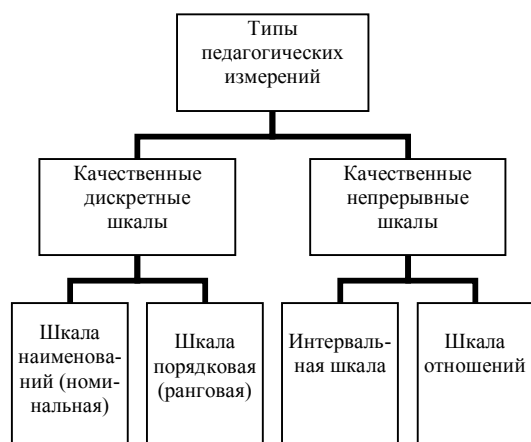 Типы
педагогических
измерений
Качественные
дискретные
шкалы
Качественные
непрерывные
шкалы
Шкала
наименова-
ний (номи-
нальная)
Шкала
порядковая
(ранговая)
Интерваль-
ная шкала
Шкала
отношений